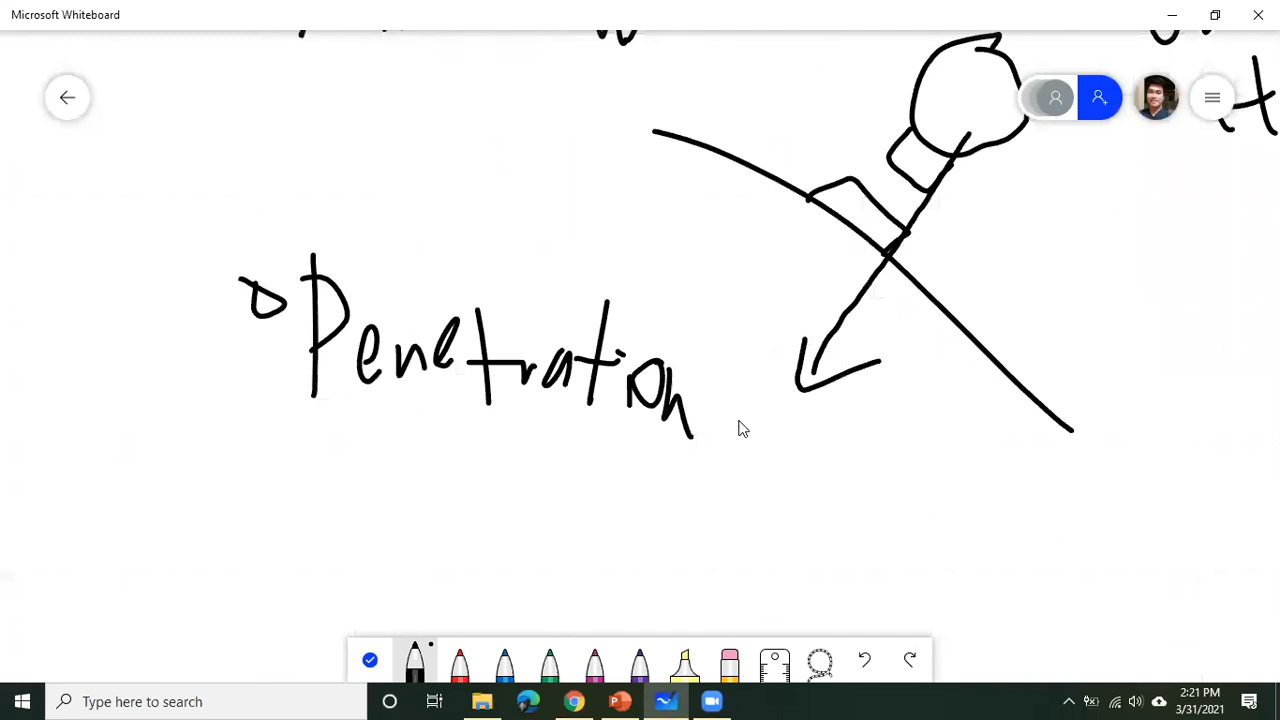 Microsoft Whiteboard
Penetration
Type here to search
2:21 PM
3/31/2021